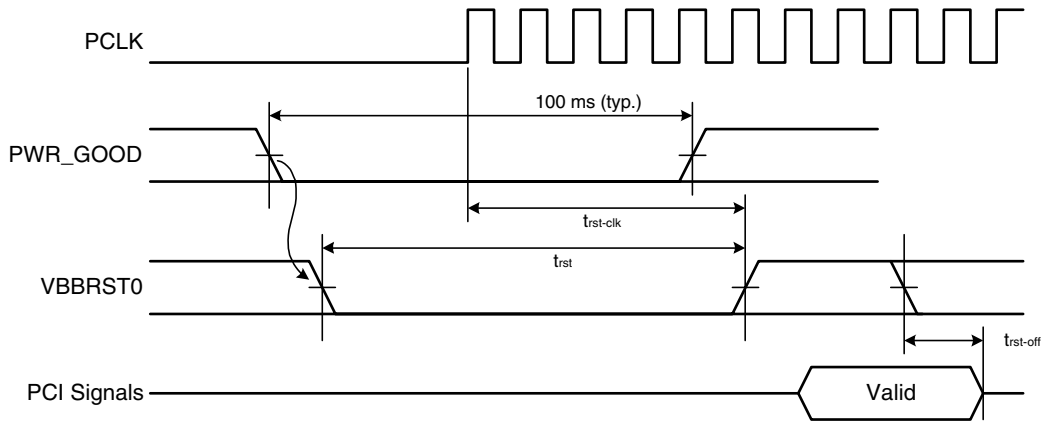 PCLK
100 ms (typ.)
PWR_GOOD
trst-clk
trst
VBBRST0
trst-off
PCI Signals
Valid